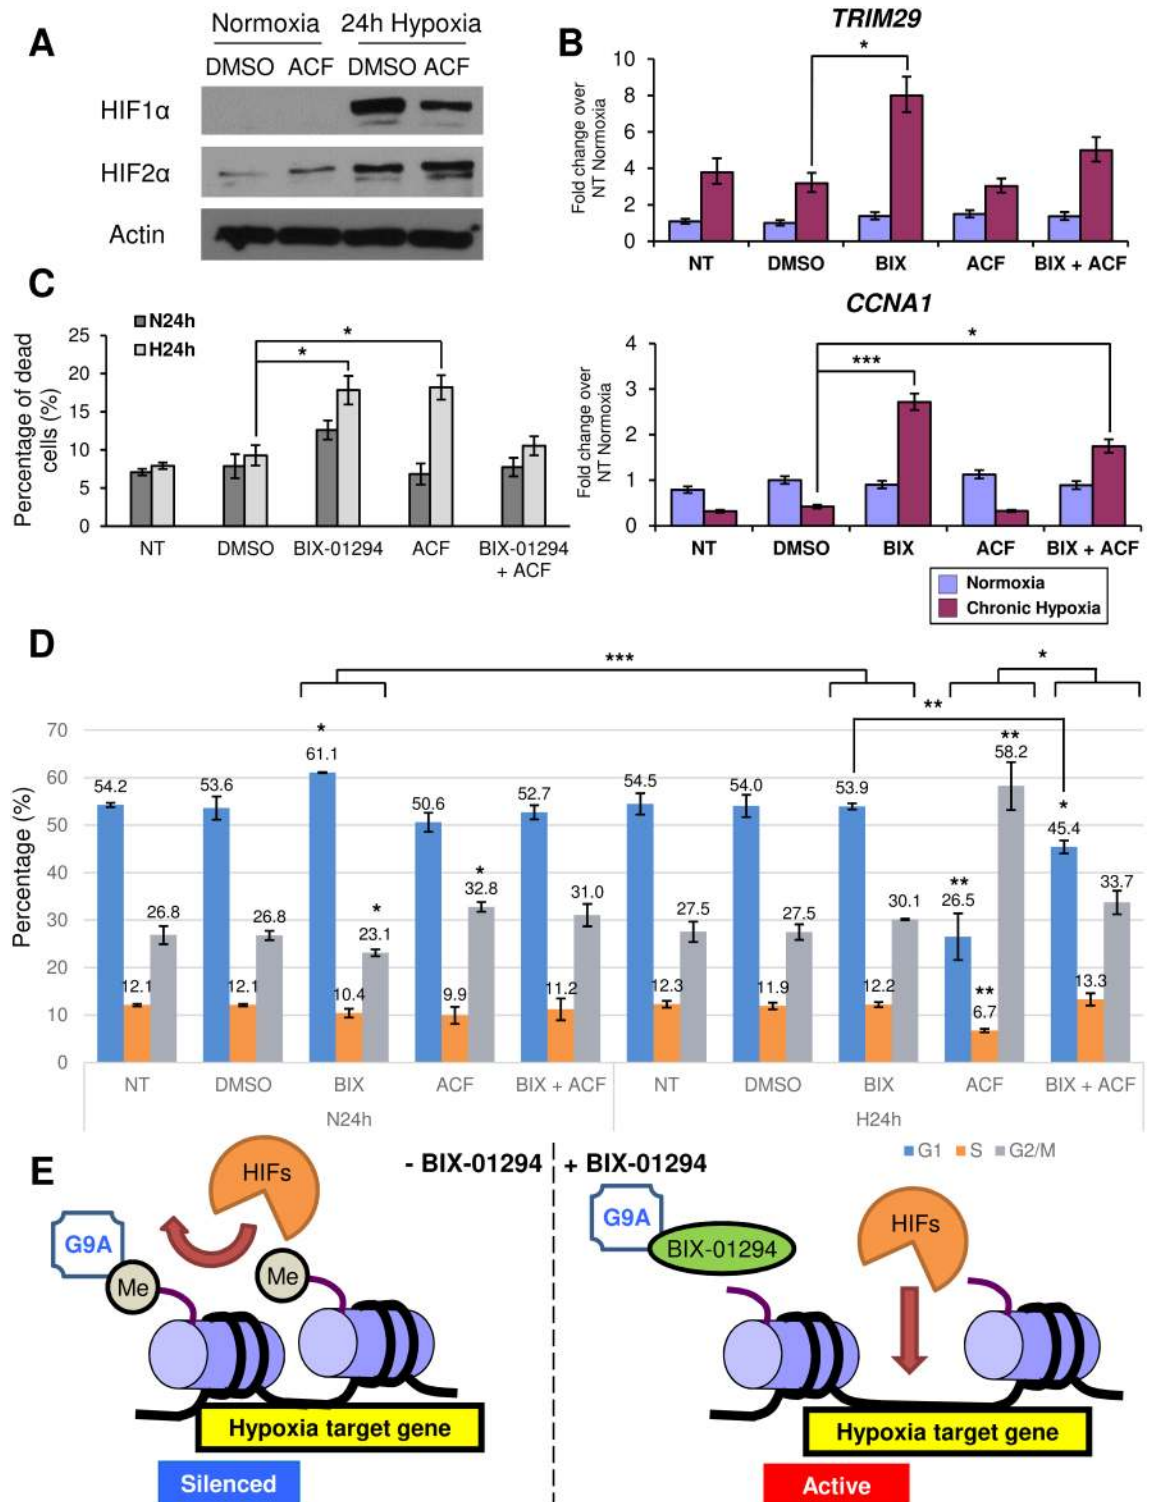 A
Normoxia 24h Hypoxia
DMSO ACF DMSO ACF
HIF1α
HIF2α
Actin
B
TRIM29
Fold change over
NT Normoxia
10
8
6
4
2
0
*
NT DMSO BIX ACF BIX + ACF
CCNA1
Fold change over
NT Normoxia
4
3
2
1
0
***
*
NT DMSO BIX ACF BIX + ACF
Normoxia
Chronic Hypoxia
C
N24h
H24h
Percentage of dead
cells (%)
25
20
15
10
5
0
*
*
NT DMSO BIX-01294 ACF BIX-01294
+ ACF
D
Percentage (%)
70
60
50
40
30
20
10
0
***
*
**
54.2 12.1 26.8
53.6 12.1 26.8
* 61.1 10.4 * 23.1
50.6 9.9 * 32.8
52.7 11.2 31.0
54.5 12.3 27.5
54.0 11.9 27.5
53.9 12.2 30.1
** 26.5 ** 6.7 ** 58.2
* 45.4 13.3 33.7
NT DMSO BIX ACF BIX + ACF NT DMSO BIX ACF BIX + ACF
N24h H24h
G1 S G2/M
E
- BIX-01294 + BIX-01294
HIFs
G9A
Me
Me
Hypoxia target gene
Silenced
G9A
BIX-01294
HIFs
Hypoxia target gene
Active